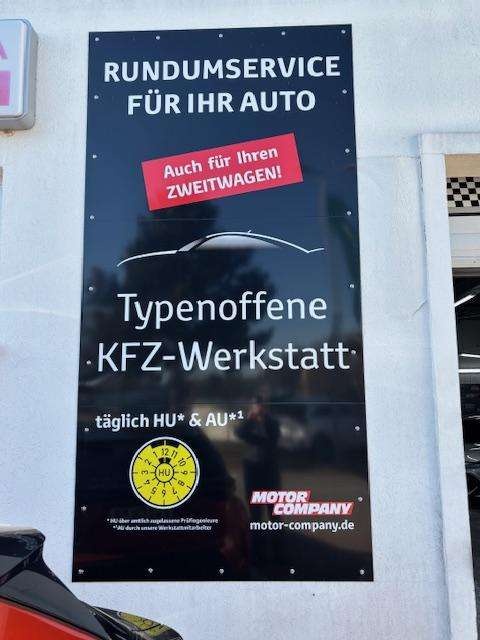 A
RUNDUMSERVICE
FÜR IHR AUTO
Auch für Ihren
ZWEITWAGEN!
Typenoffene
KFZ-Werkstatt
täglich HU* & AU*¹
HU
MOTOR
COMPANY
motor-company.de
* HU über amtlich zugelassene Prüfingenieure
*¹AU durch unsere Werkstattmitarbeiter